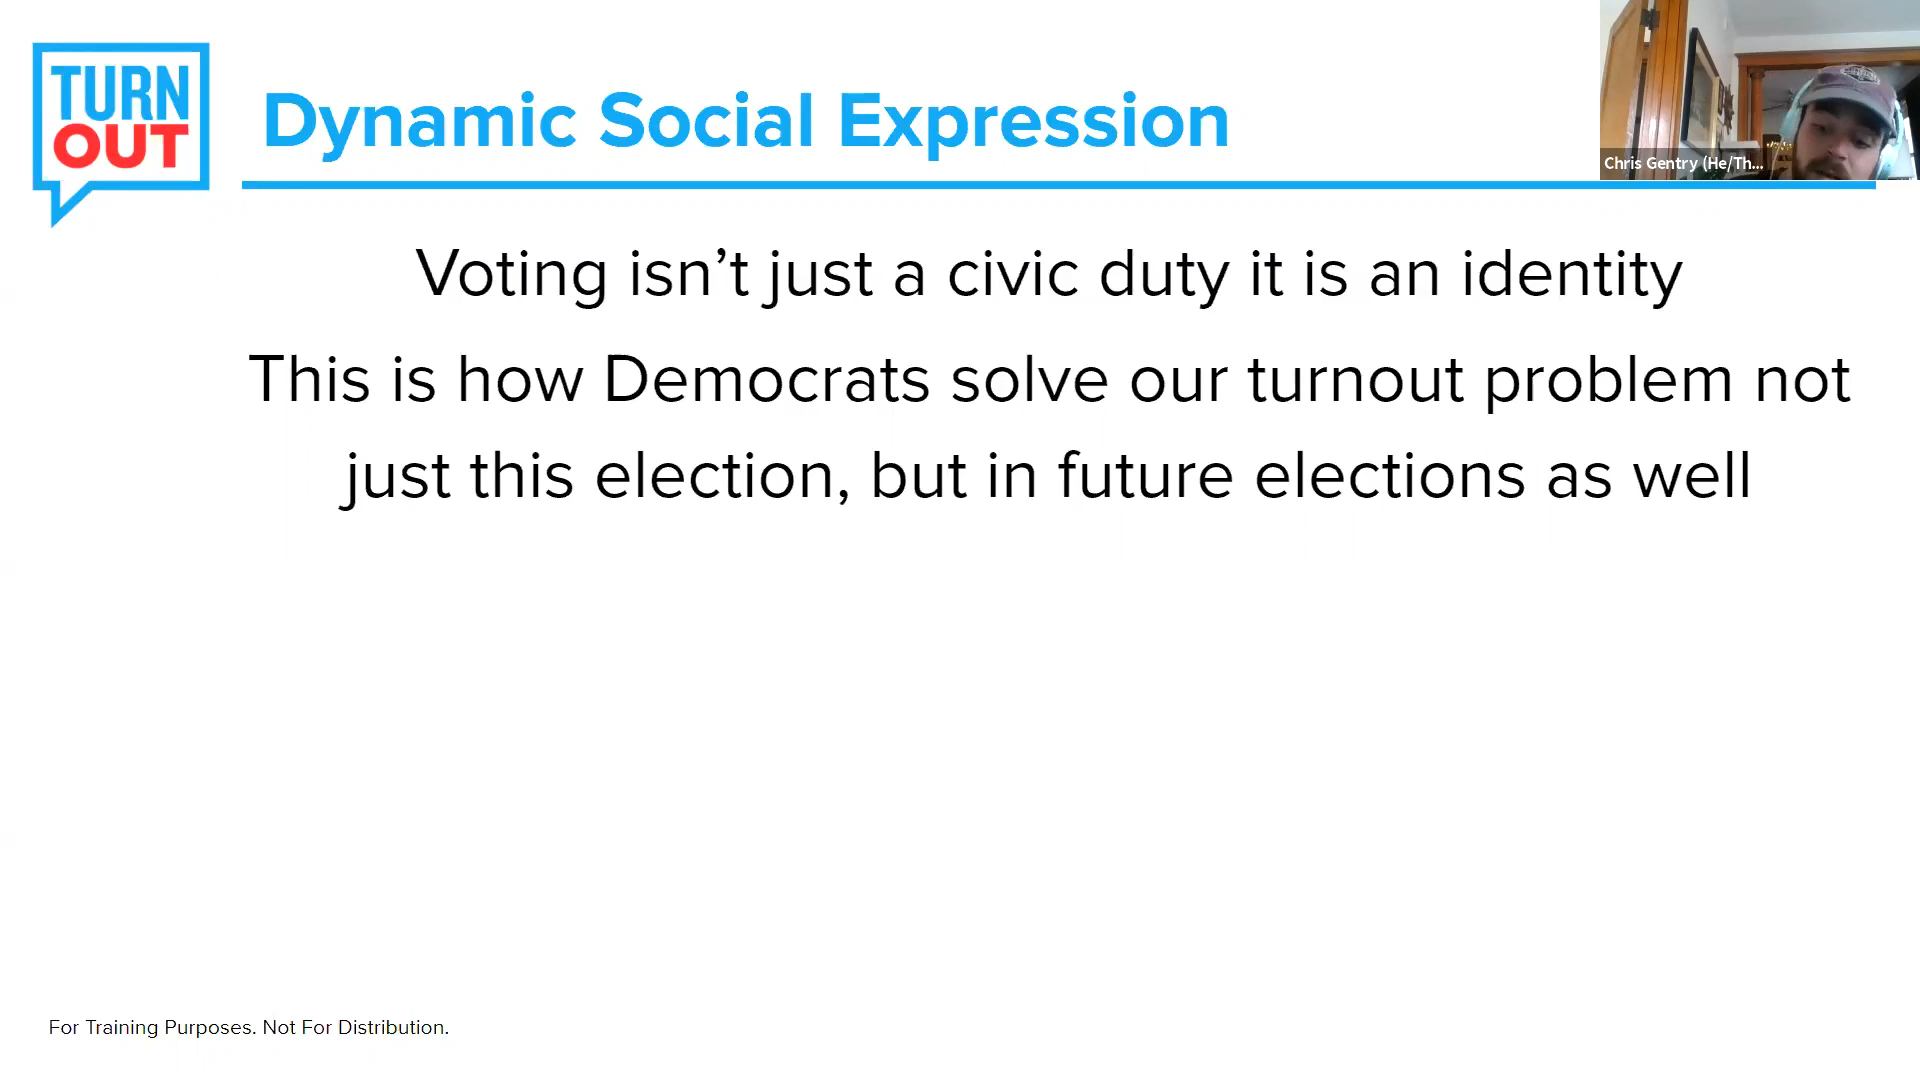 TURN
OUT
Dynamic Social Expression
Chris Gentry (He/Th...
Voting isn’t just a civic duty it is an identity
This is how Democrats solve our turnout problem not
just this election, but in future elections as well
For Training Purposes. Not For Distribution.